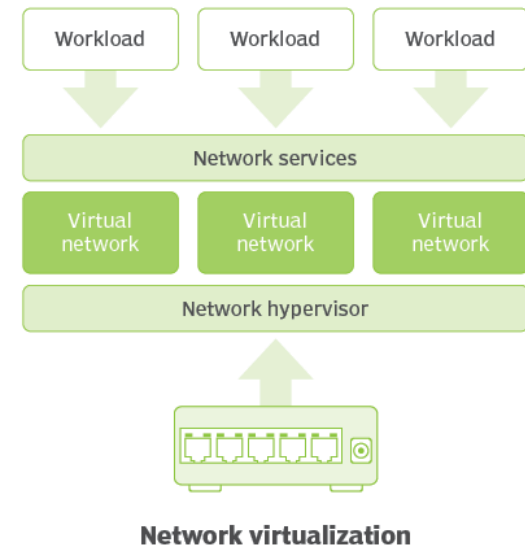 Workload Workload Workload
Network services
Virtual Virtual Virtual
network network network
Network hypervisor
Network virtualization